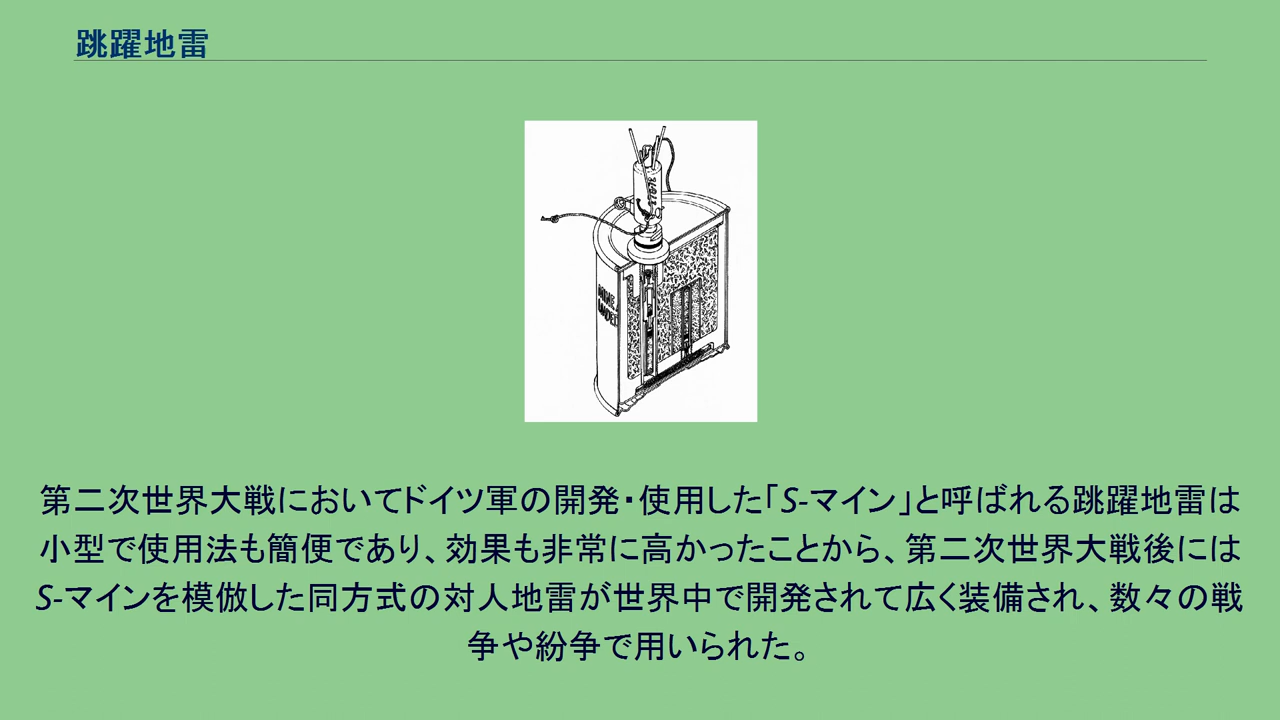 跳躍地雷
第二次世界大戦においてドイツ軍の開発・使用した「S-マイン」と呼ばれる跳躍地雷は
小型で使用法も簡便であり、効果も非常に高かったことから、第二次世界大戦後には
S-マインを模倣した同方式の対人地雷が世界中で開発されて広く装備され、数々の戦
争や紛争で用いられた。